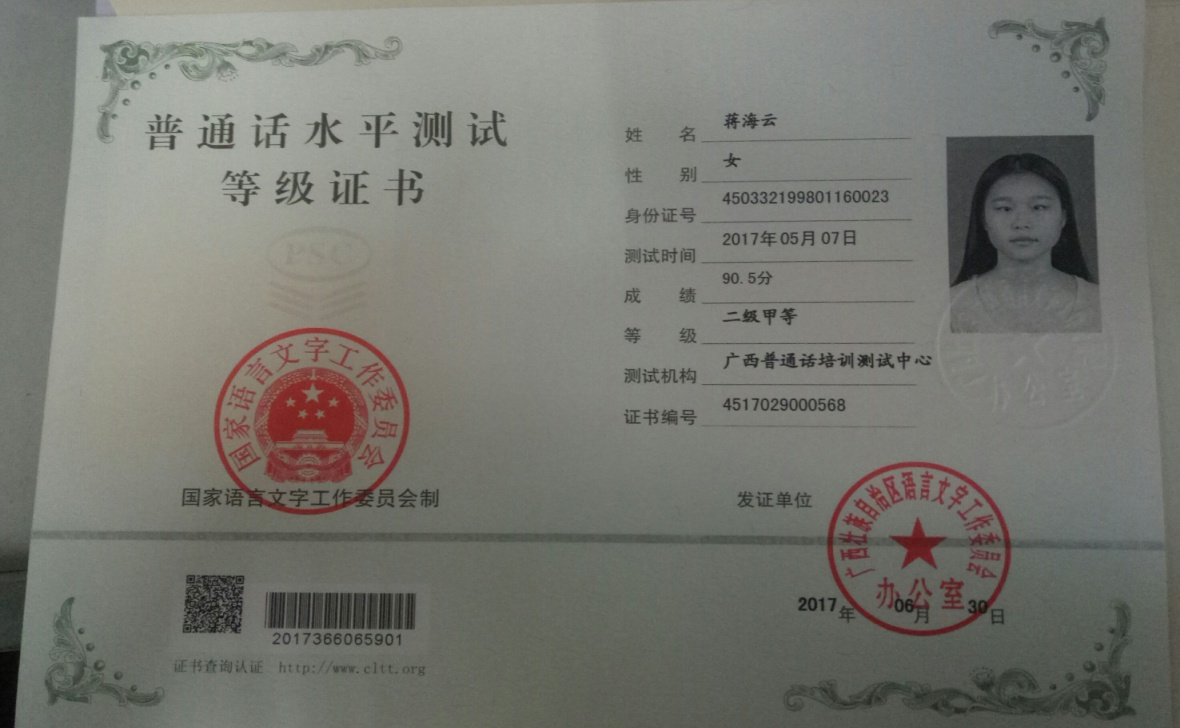 普通话水平测试
等级证书
PSC
国家语言文字工作委员会
国家语言文字工作委员会制
2017366065901
证书查询认证 http://www.cltt.org
姓名 蒋海云
性别 女
身份证号 450332199801160023
测试时间 2017年05月07日
成绩 90.5分
等级 二级甲等
测试机构 广西普通话培训测试中心
证书编号 4517029000568
发证单位
广西壮族自治区语言文字工作委员会
办公室
2017年06月30日